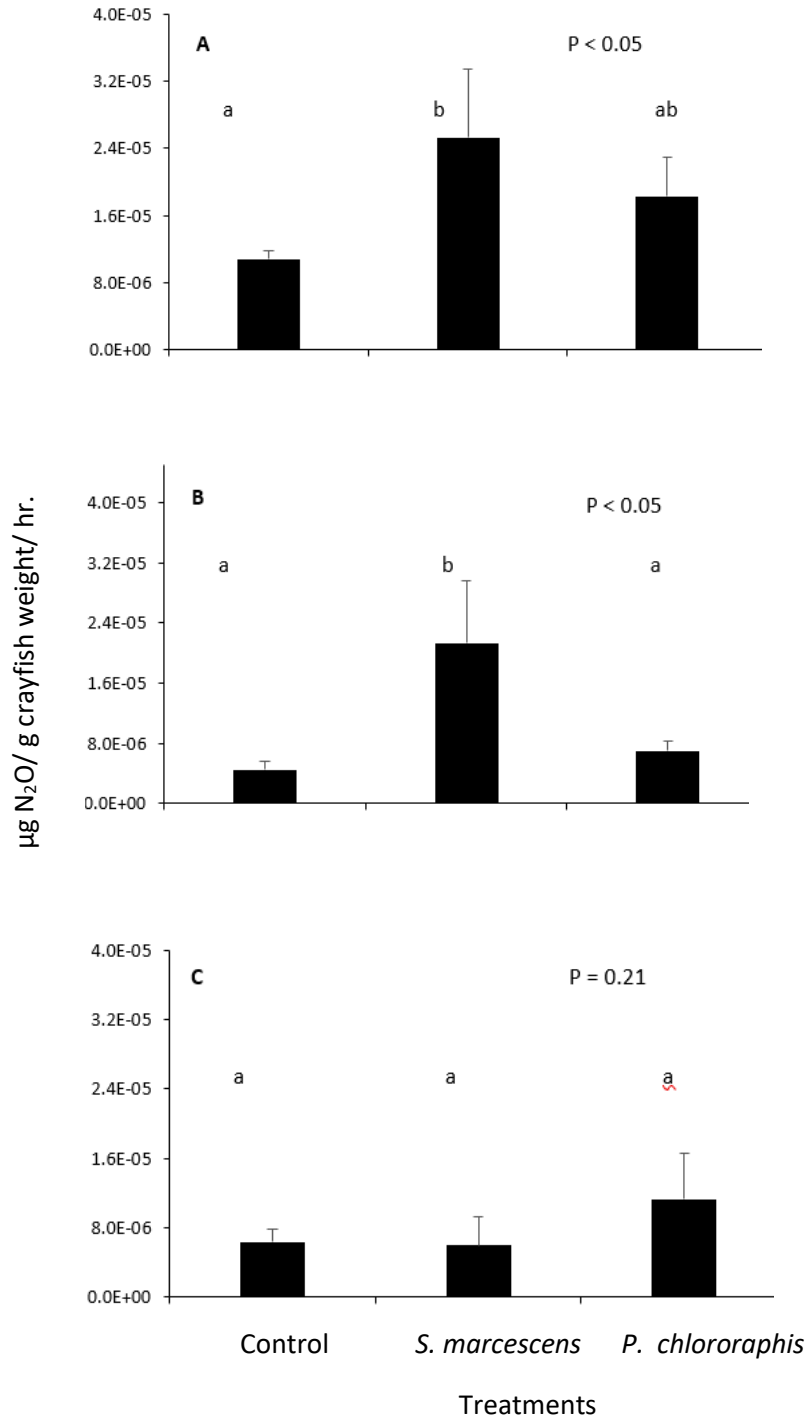 4.0E-05
A P < 0.05
3.2E-05
a b ab
2.4E-05
1.6E-05
8.0E-06
0.0E+00
µg N₂O/ g crayfish weight/ hr.
B
4.0E-05 P < 0.05
3.2E-05 a b a
2.4E-05
1.6E-05
8.0E-06
0.0E+00
4.0E-05
C P = 0.21
3.2E-05
a a a
2.4E-05
1.6E-05
8.0E-06
0.0E+00
Control S. marcescens P. chlororaphis
Treatments